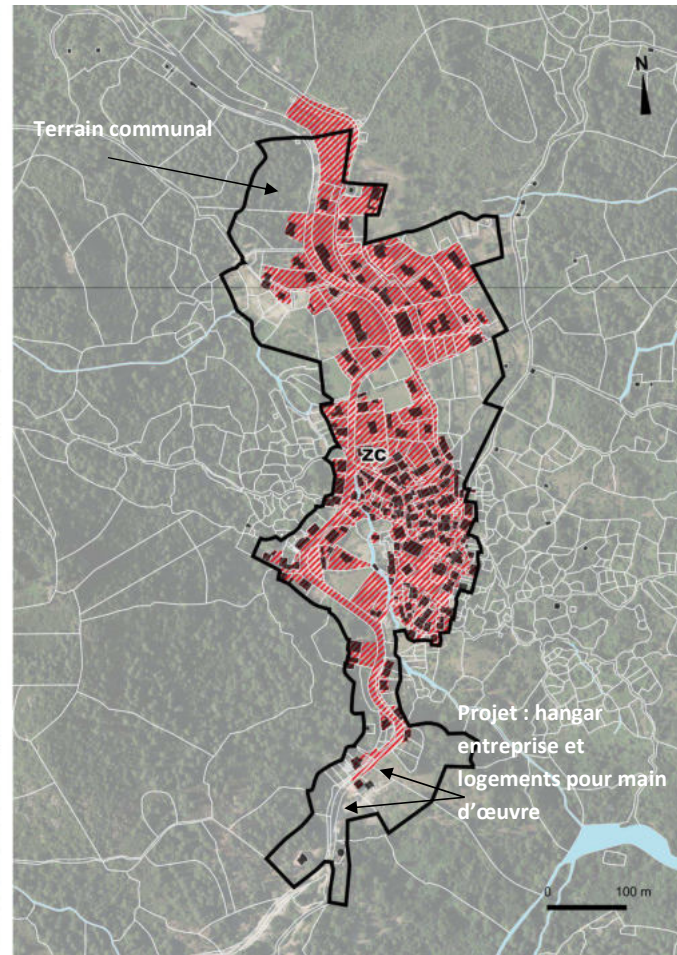 N
Terrain communal
ZC
Projet : hangar
entreprise et
logements pour main
d'œuvre
0 100 m